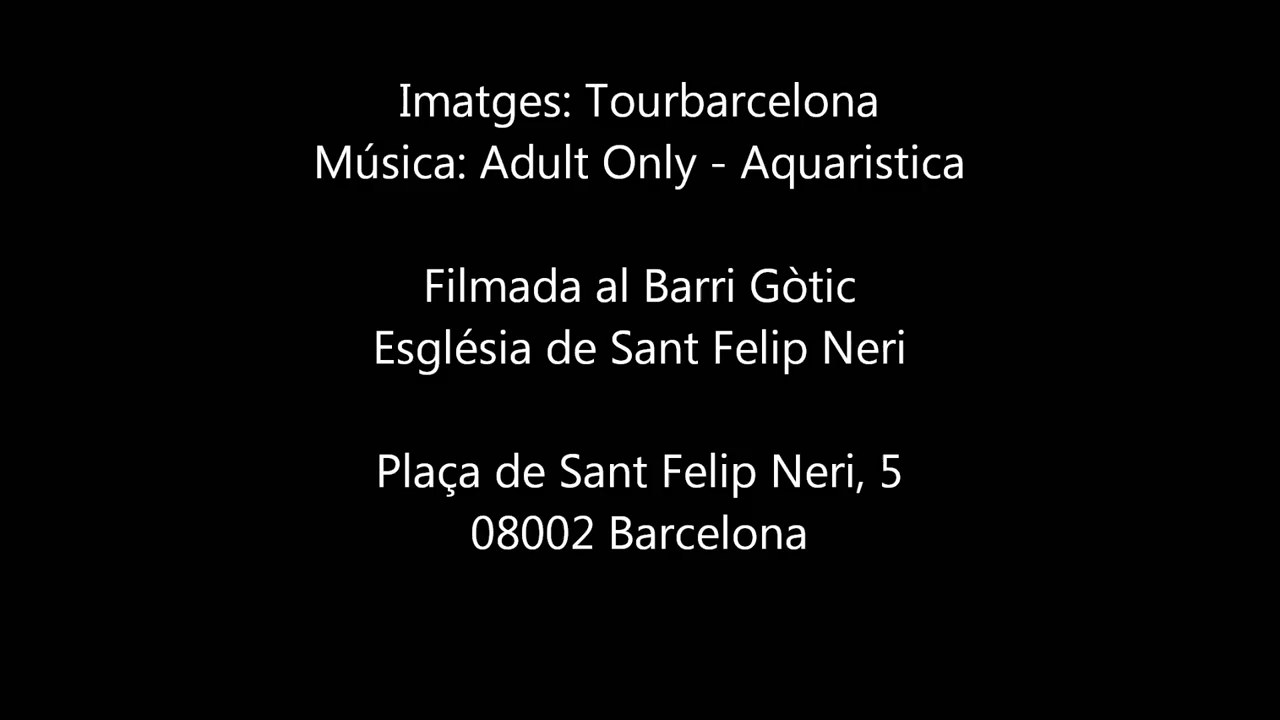 Imatges: Tourbarcelona
Música: Adult Only - Aquaristica
Filmada al Barri Gòtic
Església de Sant Felip Neri
Plaça de Sant Felip Neri, 5
08002 Barcelona